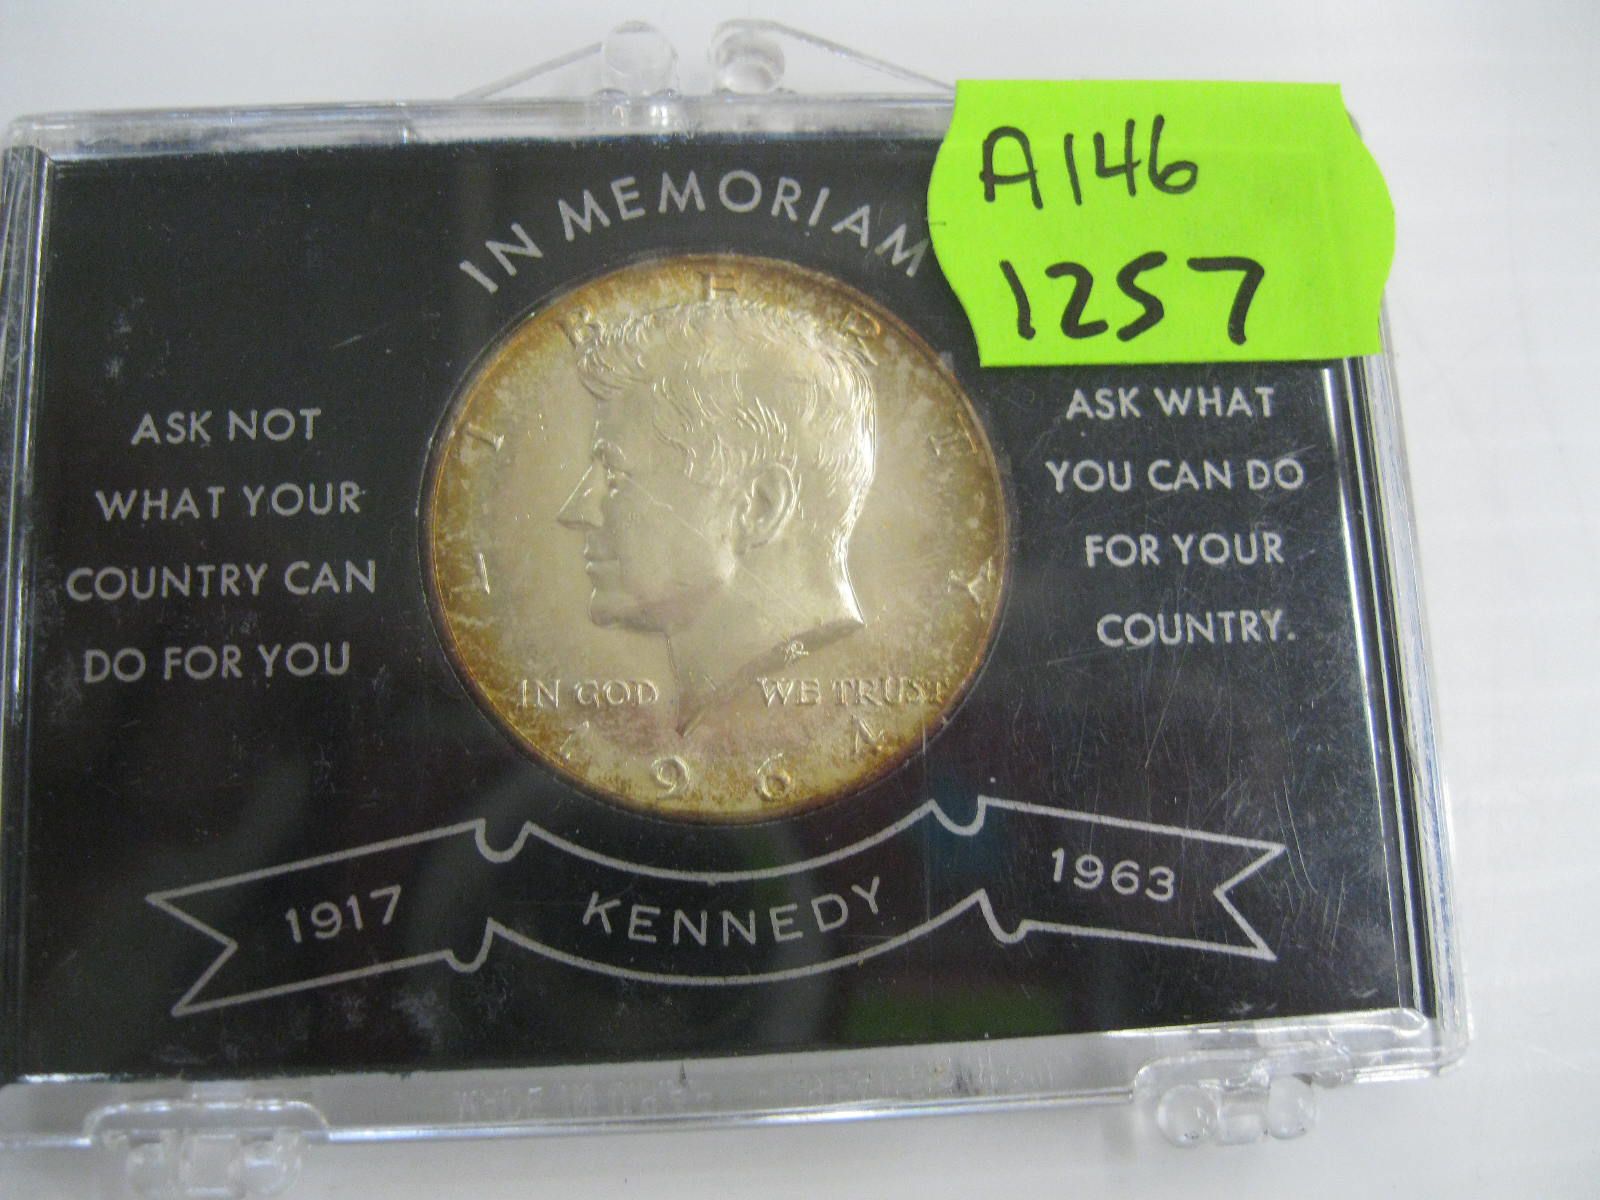 A146
1257
IN MEMORIAM
ASK NOT
WHAT YOUR
COUNTRY CAN
DO FOR YOU
LIBERTY
IN GOD WE TRUST
1964
ASK WHAT
YOU CAN DO
FOR YOUR
COUNTRY.
1917 KENNEDY 1963